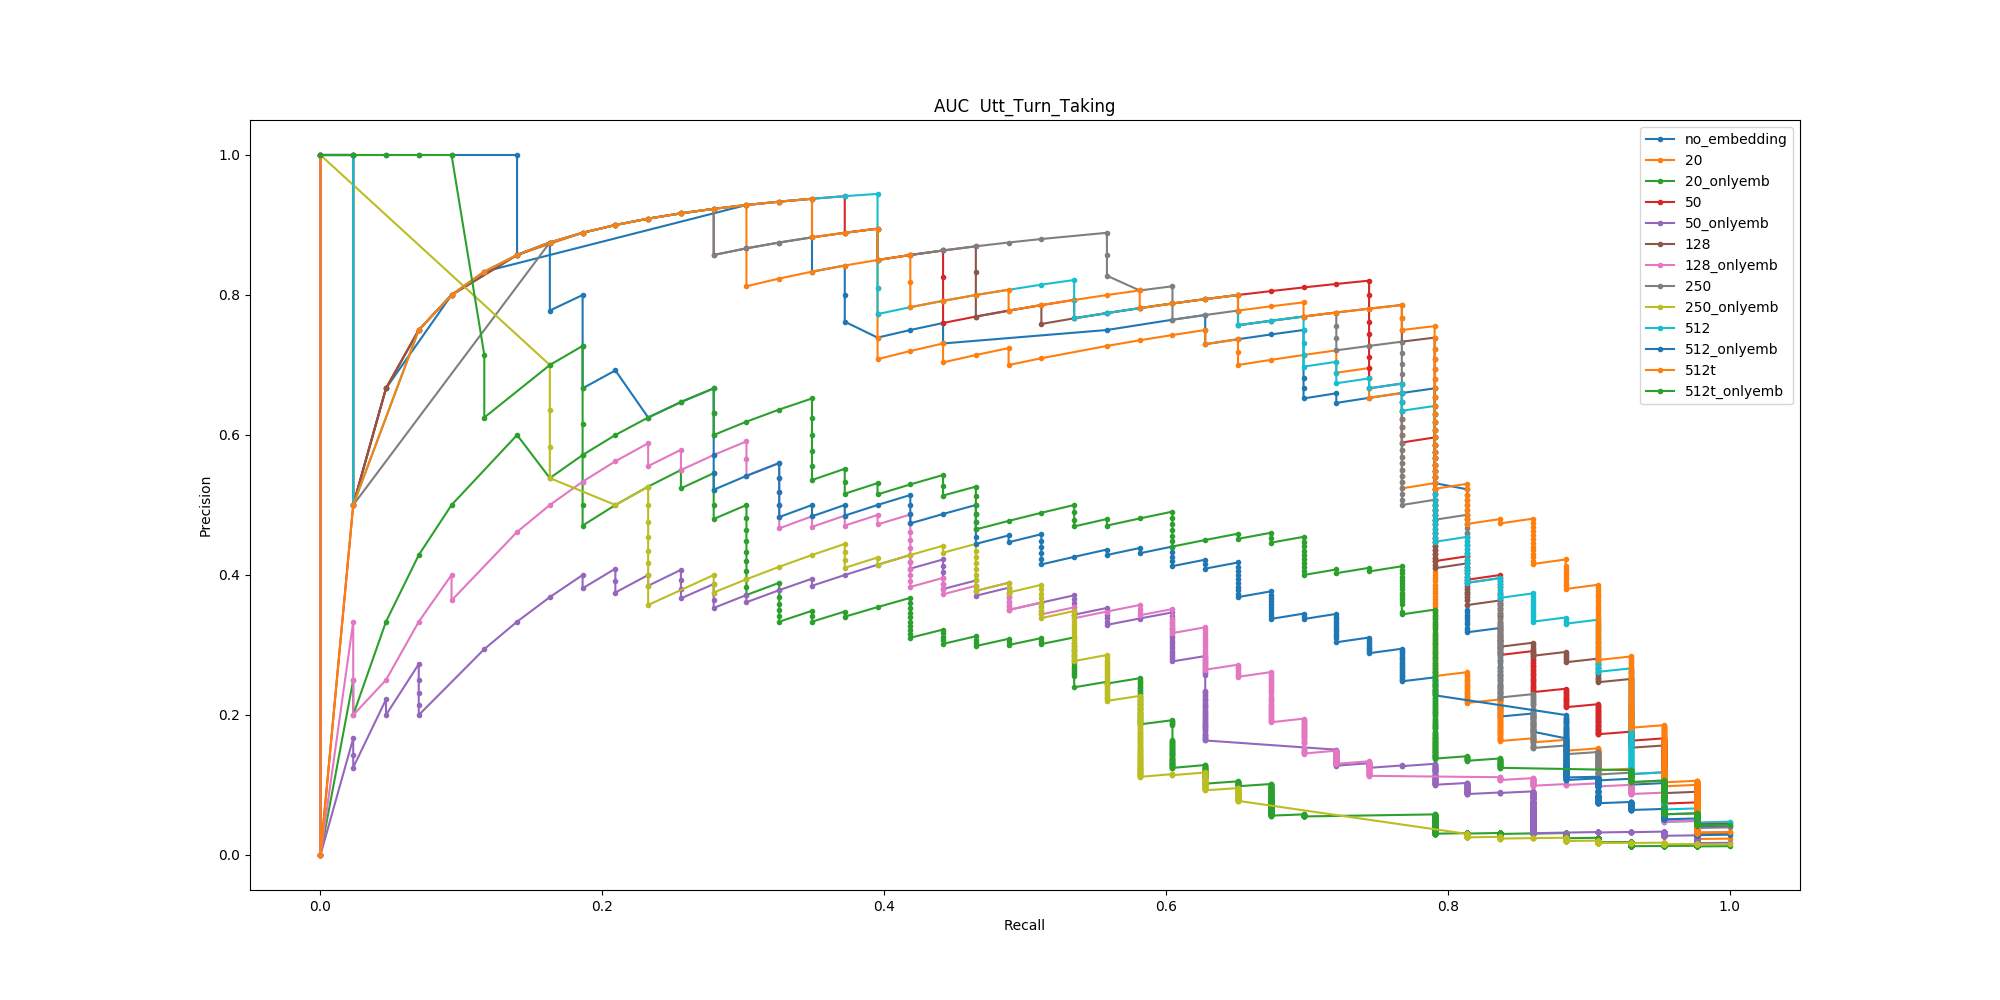 AUC  Utt_Turn_Taking
1.0
0.8
0.6
0.4
0.2
0.0
Precision
0.0
0.2
0.4
0.6
0.8
1.0
Recall
no_embedding
20
20_onlyemb
50
50_onlyemb
128
128_onlyemb
250
250_onlyemb
512
512_onlyemb
512t
512t_onlyemb